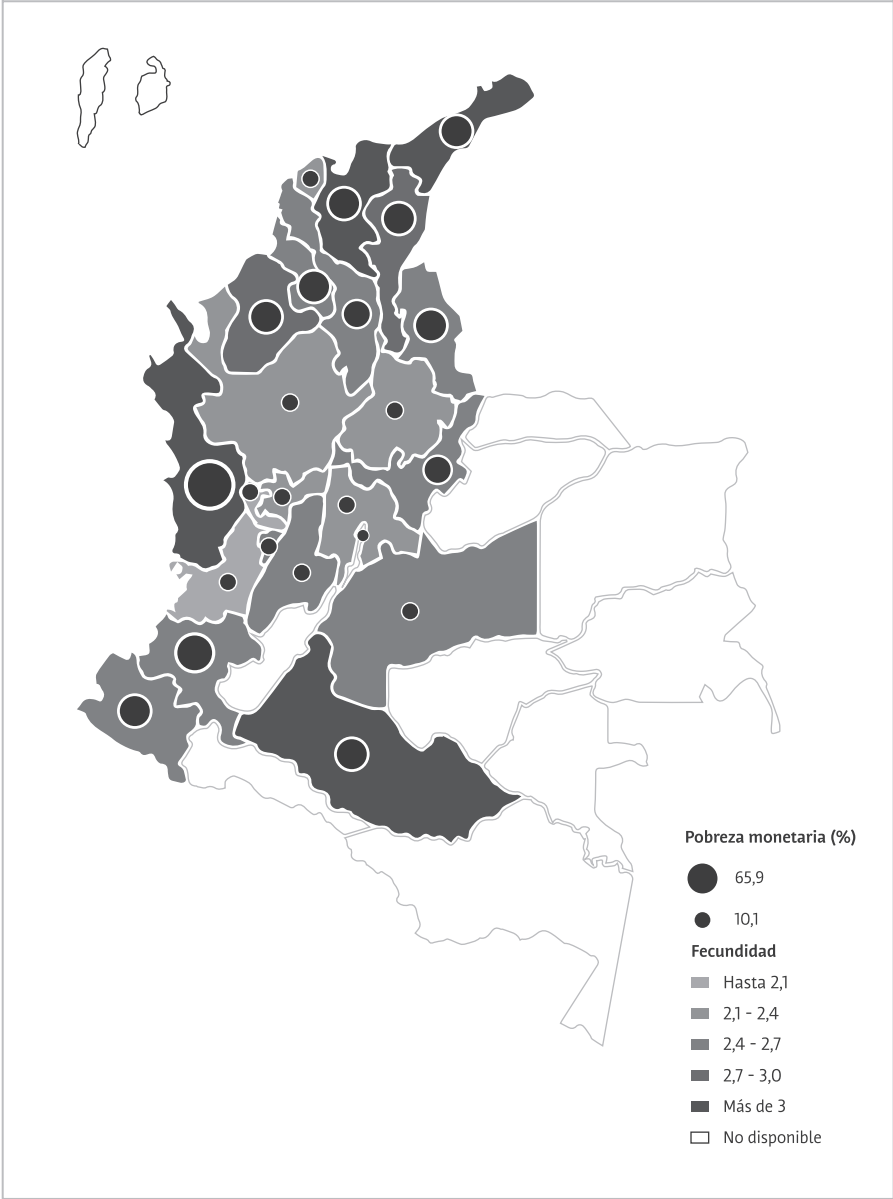 Pobreza monetaria (%)
65,9
10,1
Fecundidad
Hasta 2,1
2,1 - 2,4
2,4 - 2,7
2,7 - 3,0
Más de 3
No disponible